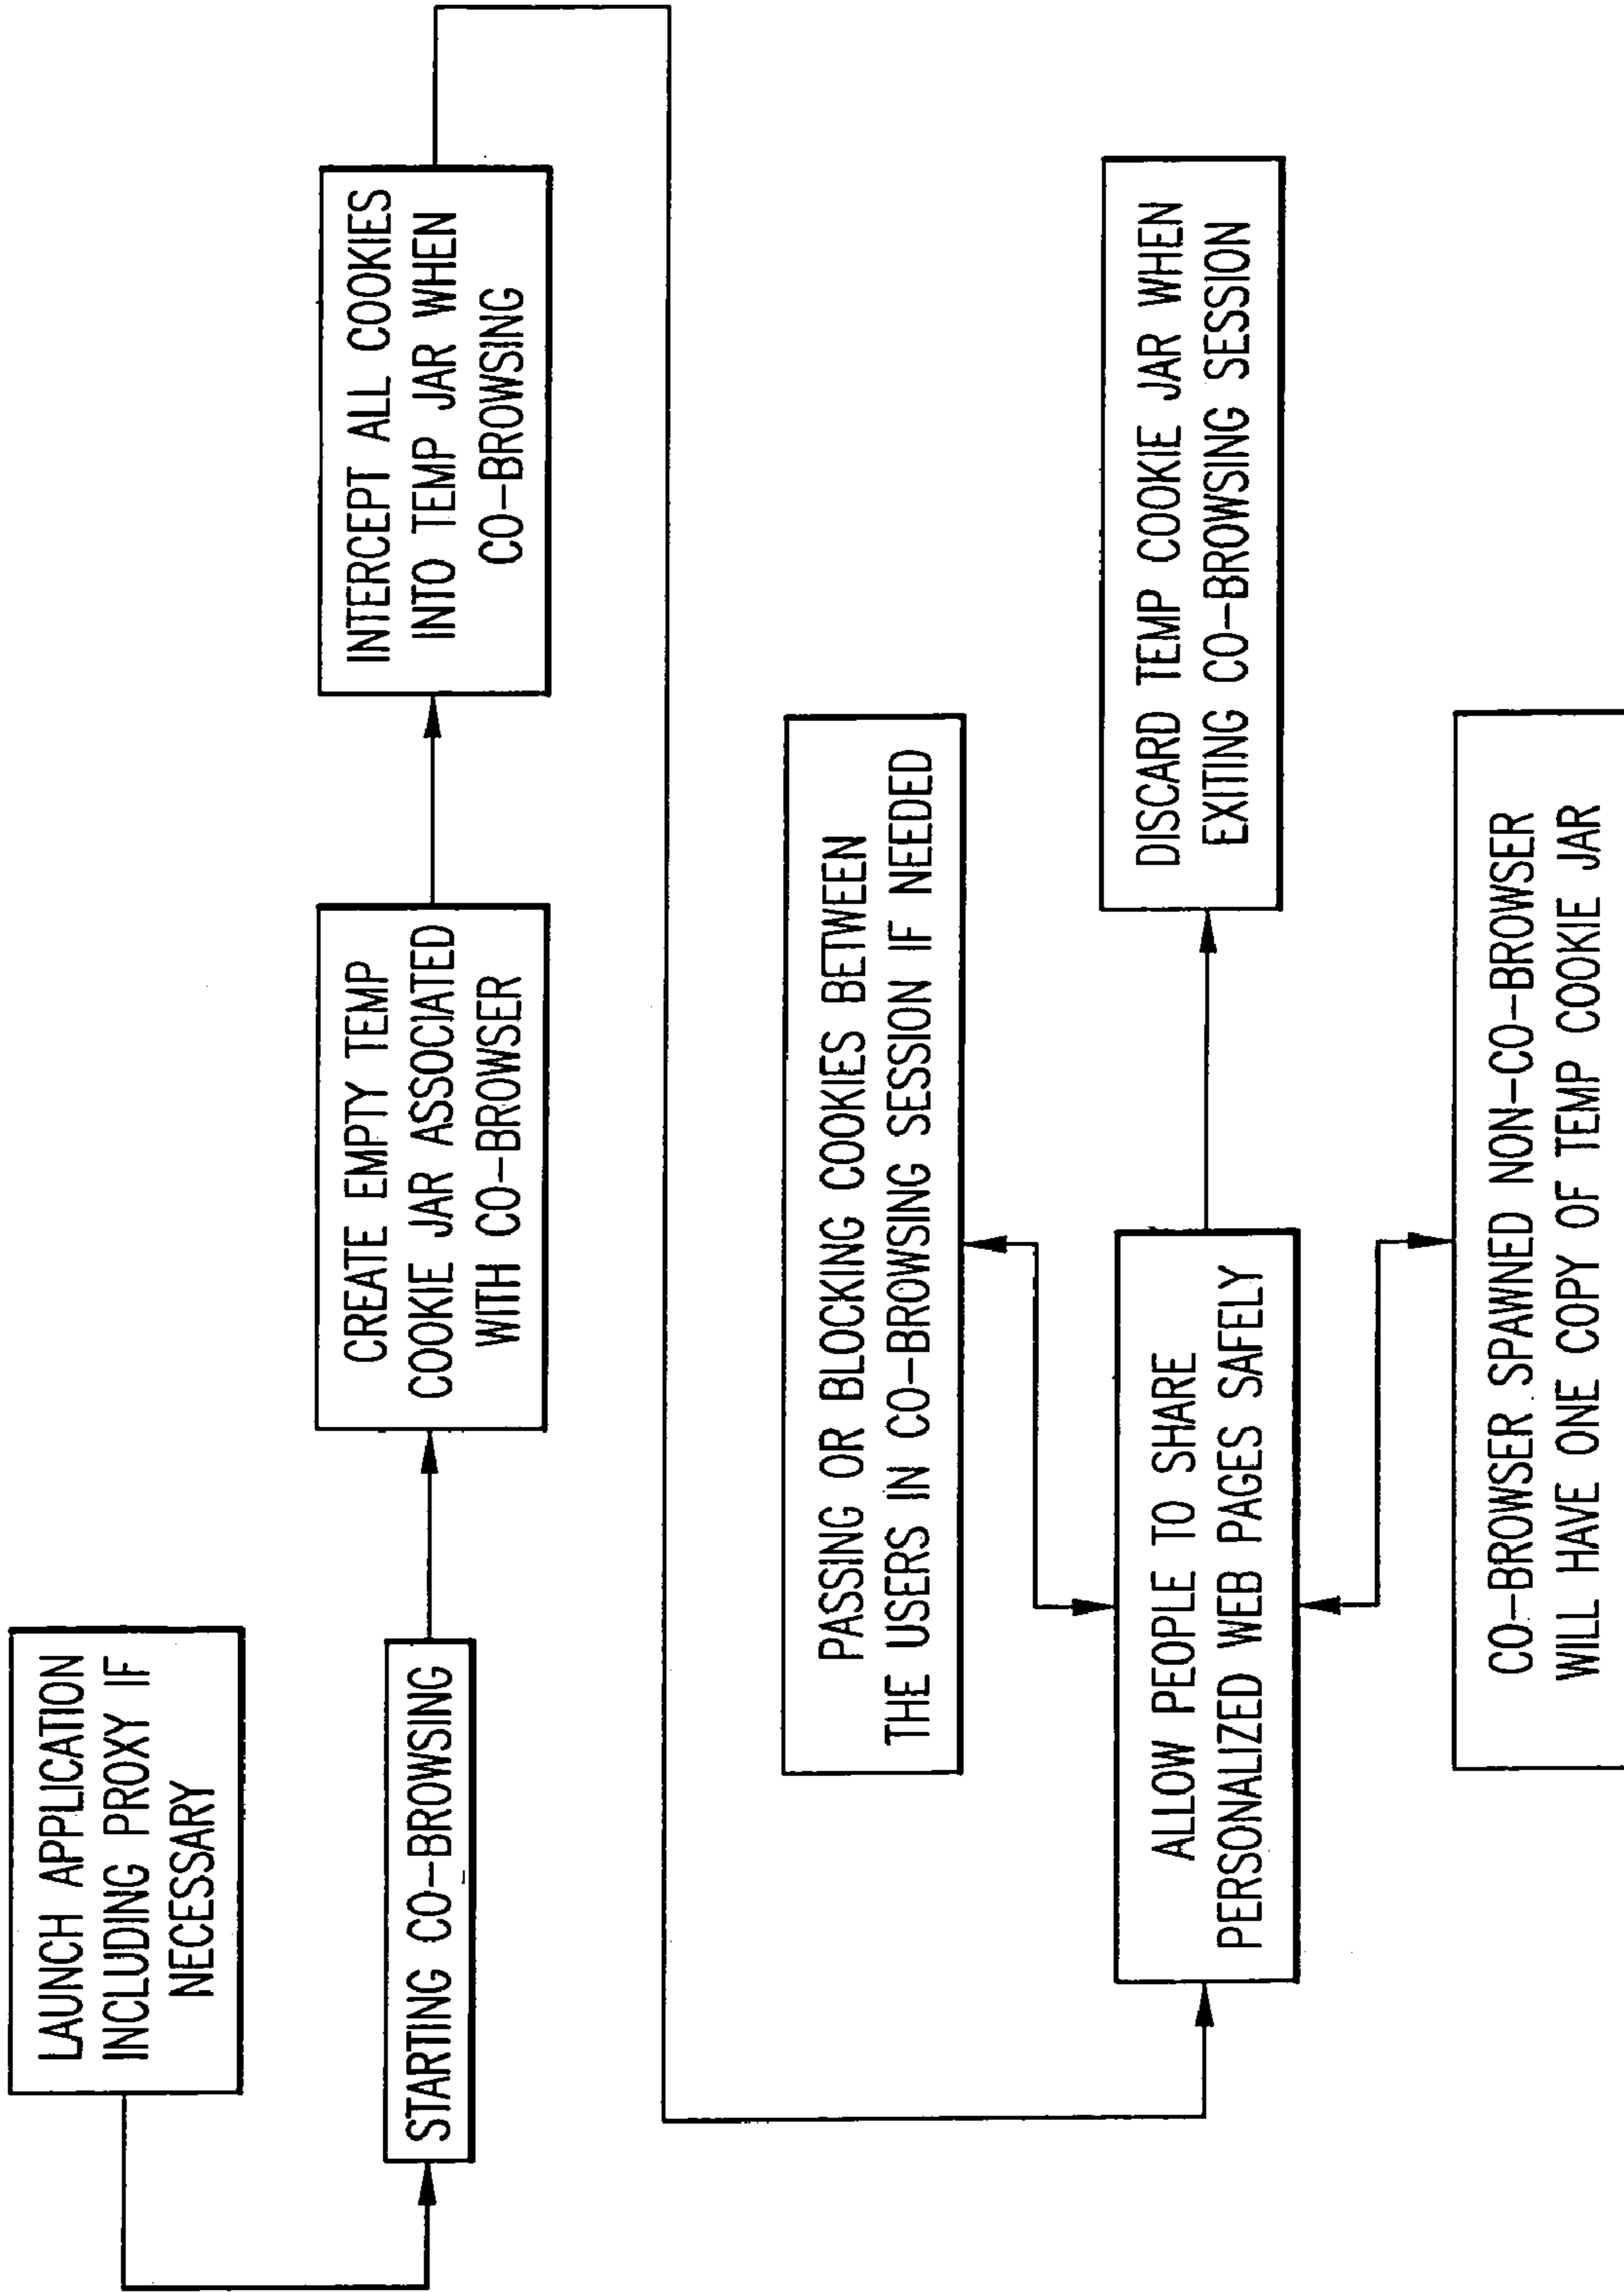 LAUNCH APPLICATION
INCLUDING PROXY IF
NECESSARY
STARTING CO-BROWSING
CREATE EMPTY TEMP
COOKIE JAR ASSOCIATED
WITH CO-BROWSER
INTERCEPT ALL COOKIES
INTO TEMP JAR WHEN
CO-BROWSING
PASSING OR BLOCKING COOKIES BETWEEN
THE USERS IN CO-BROWSING SESSION IF NEEDED
ALLOW PEOPLE TO SHARE
PERSONALIZED WEB PAGES SAFELY
DISCARD TEMP COOKIE JAR WHEN
EXITING CO-BROWSING SESSION
CO-BROWSER SPAWNED NON-CO-BROWSER
WILL HAVE ONE COPY OF TEMP COOKIE JAR